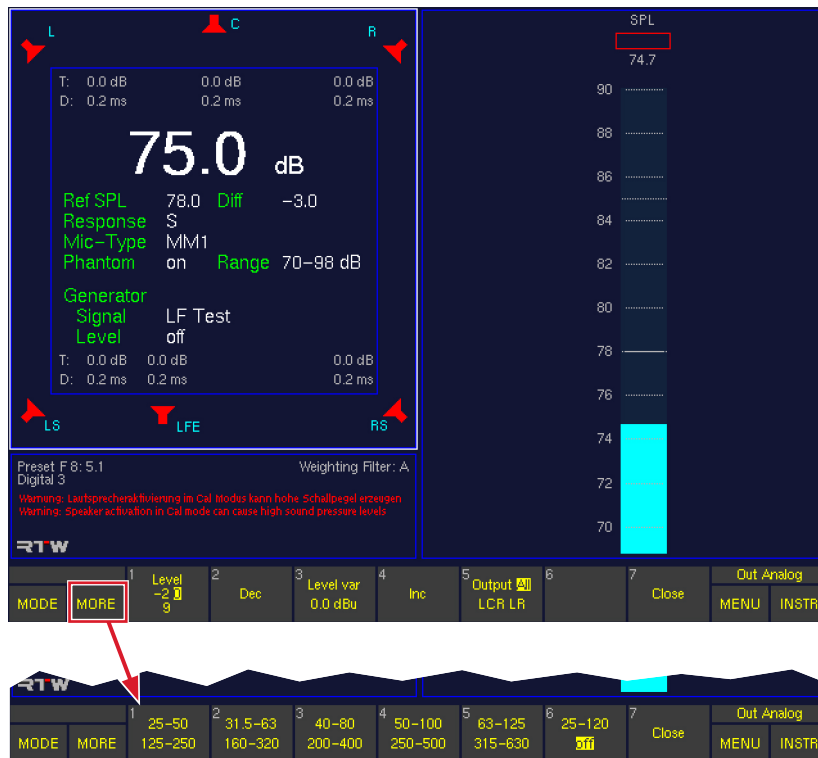 L C R
T: 0.0 dB 0.0 dB 0.0 dB
D: 0.2 ms 0.2 ms 0.2 ms
75.0 dB
Ref SPL 78.0 Diff −3.0
Response S
Mic−Type MM1
Phantom on Range 70−98 dB
Generator
Signal LF Test
Level off
T: 0.0 dB 0.0 dB 0.0 dB
D: 0.2 ms 0.2 ms 0.2 ms
LS LFE RS
Preset F 8: 5.1 Weighting Filter: A
Digital 3
Warnung: Lautsprecheraktivierung im Cal Modus kann hohe Schallpegel erzeugen
Warning: Speaker activation in Cal mode can cause high sound pressure levels
RTW
SPL
74.7
90
88
86
84
82
80
78
76
74
72
70
MODE MORE
1 Level
−2 0
9
2 Dec
3 Level var
0.0 dBu
4 Inc
5 Output All
LCR LR
6
7 Close
Out Analog
MENU INSTR
RTW
MODE MORE
1 25−50
125−250
2 31.5−63
160−320
3 40−80
200−400
4 50−100
250−500
5 63−125
315−630
6 25−120
off
7 Close
Out Analog
MENU INSTR